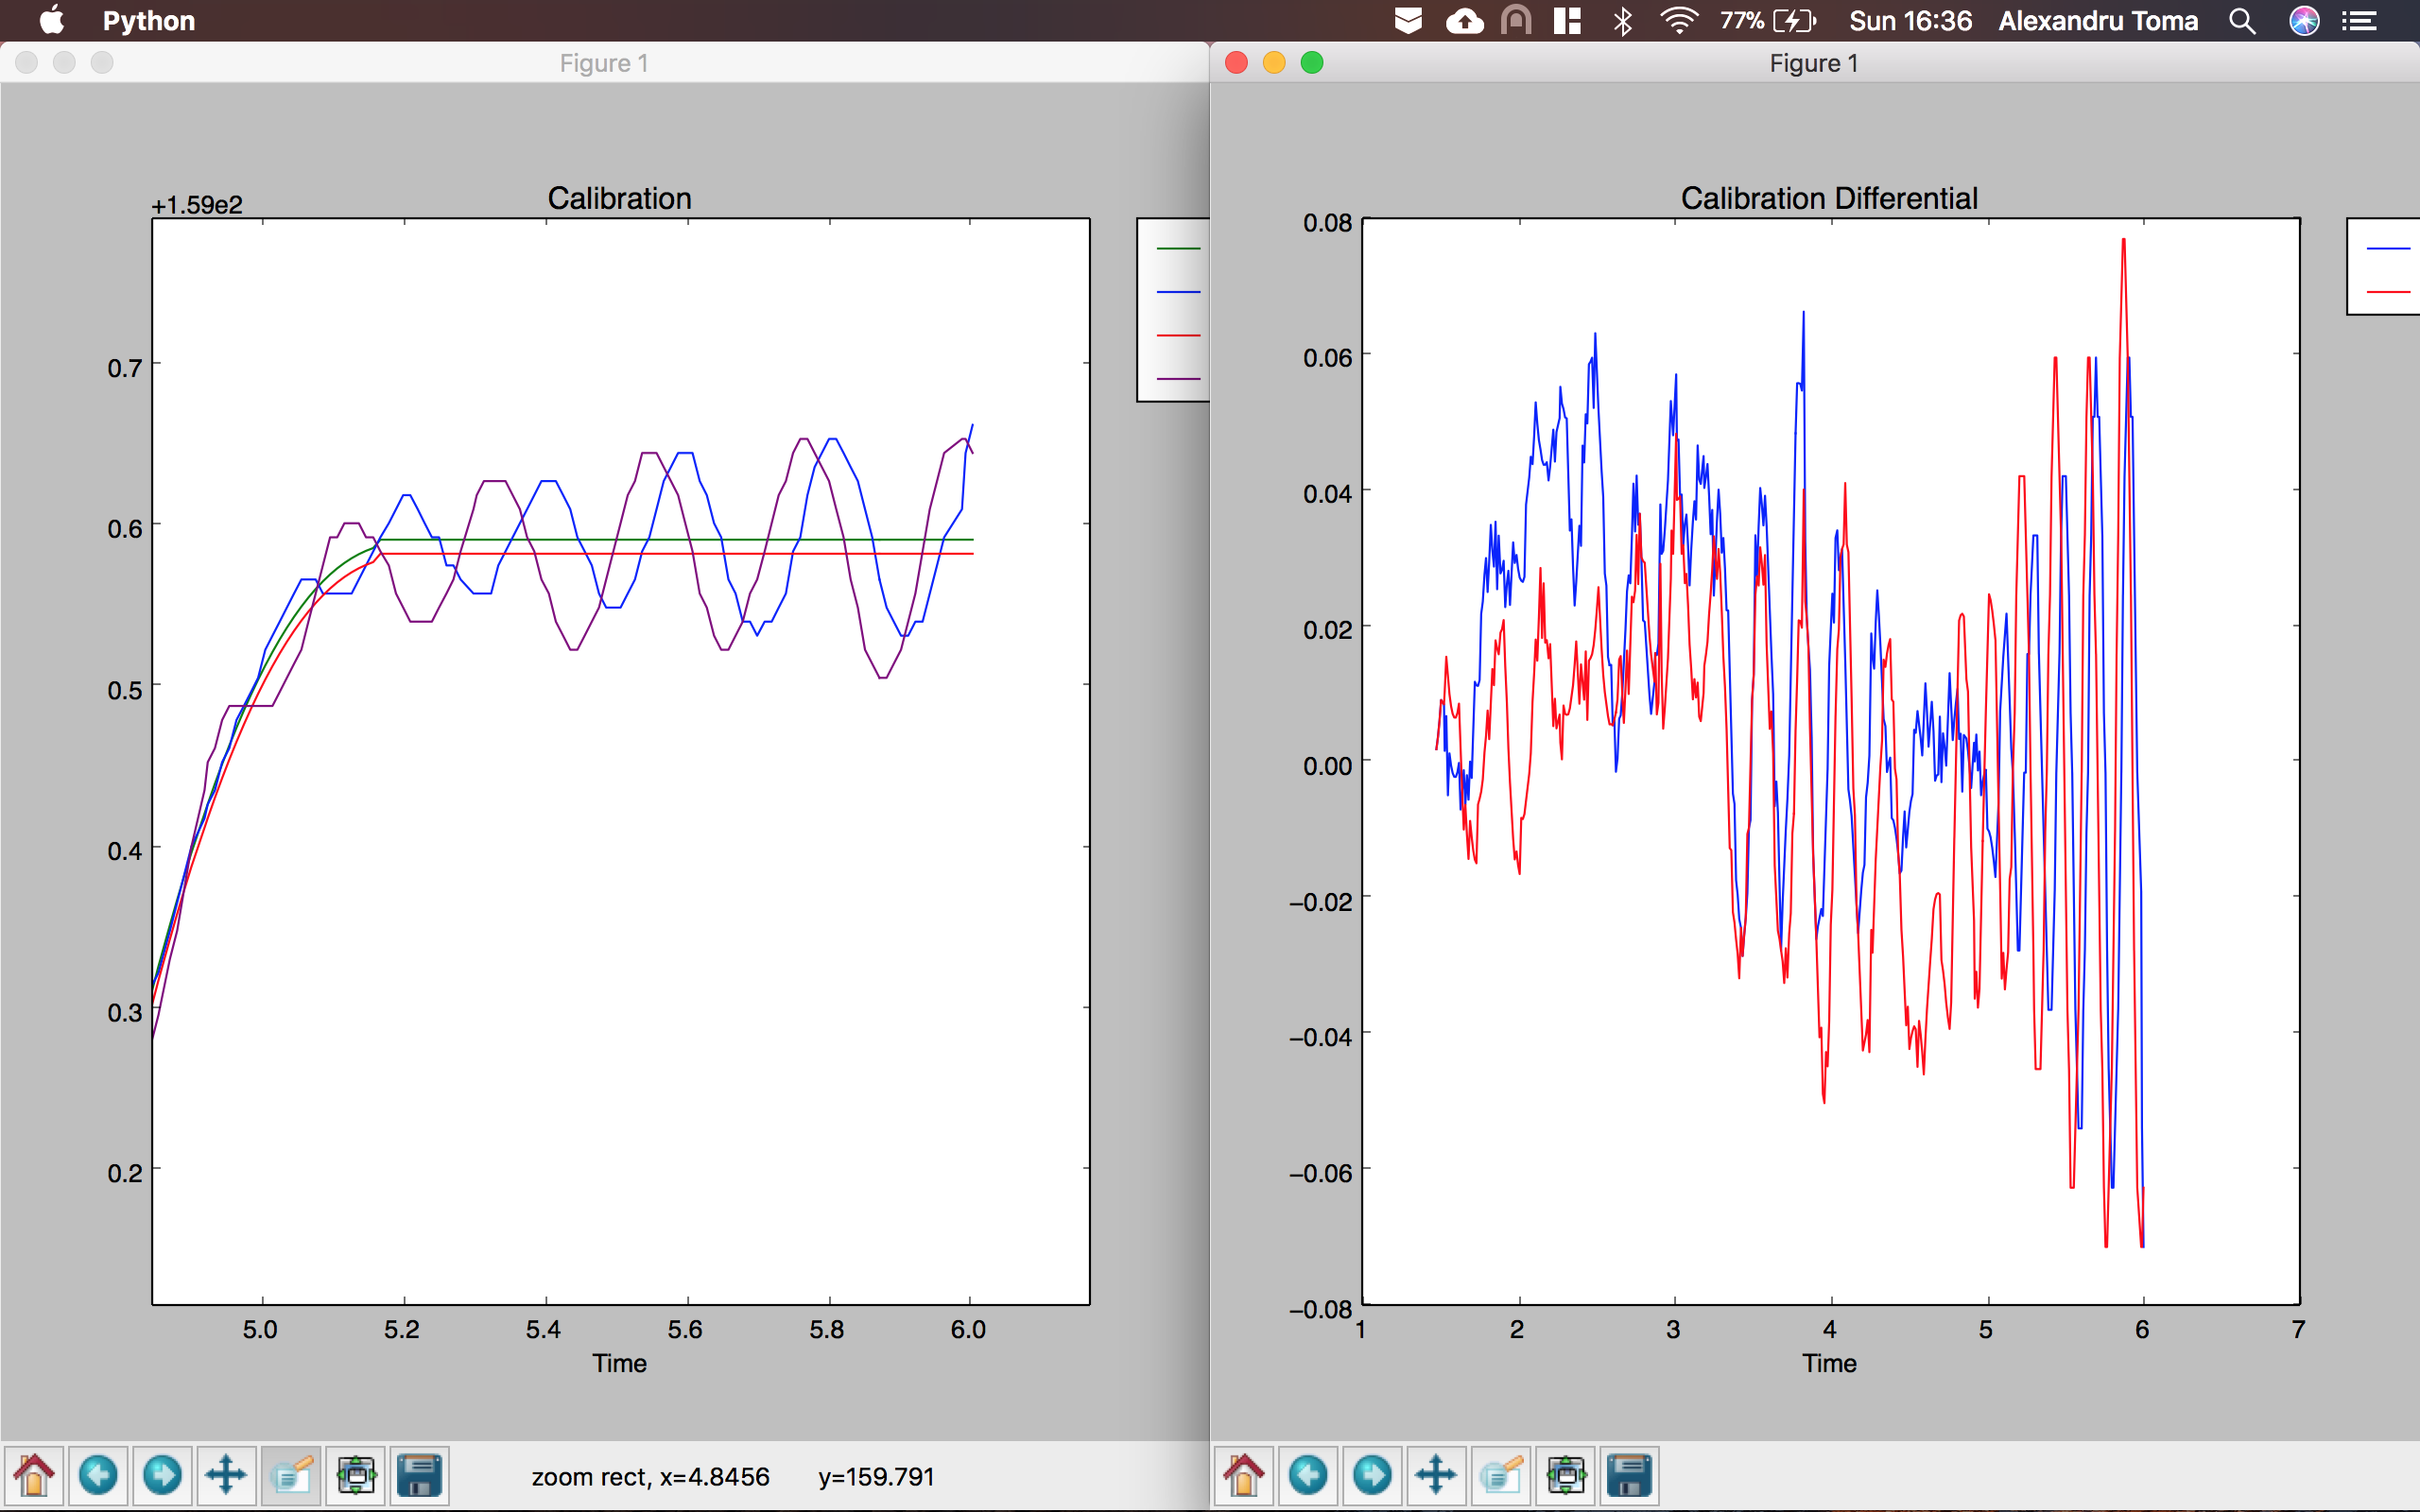 Python 77% Sun 16:36 Alexandru Toma
Figure 1
Calibration
+1.59e2
0.7
0.6
0.5
0.4
0.3
0.2
5.0 5.2 5.4 5.6 5.8 6.0
Time
zoom rect, x=4.8456 y=159.791
Figure 1
Calibration Differential
0.08
0.06
0.04
0.02
0.00
−0.02
−0.04
−0.06
−0.08
1 2 3 4 5 6 7
Time